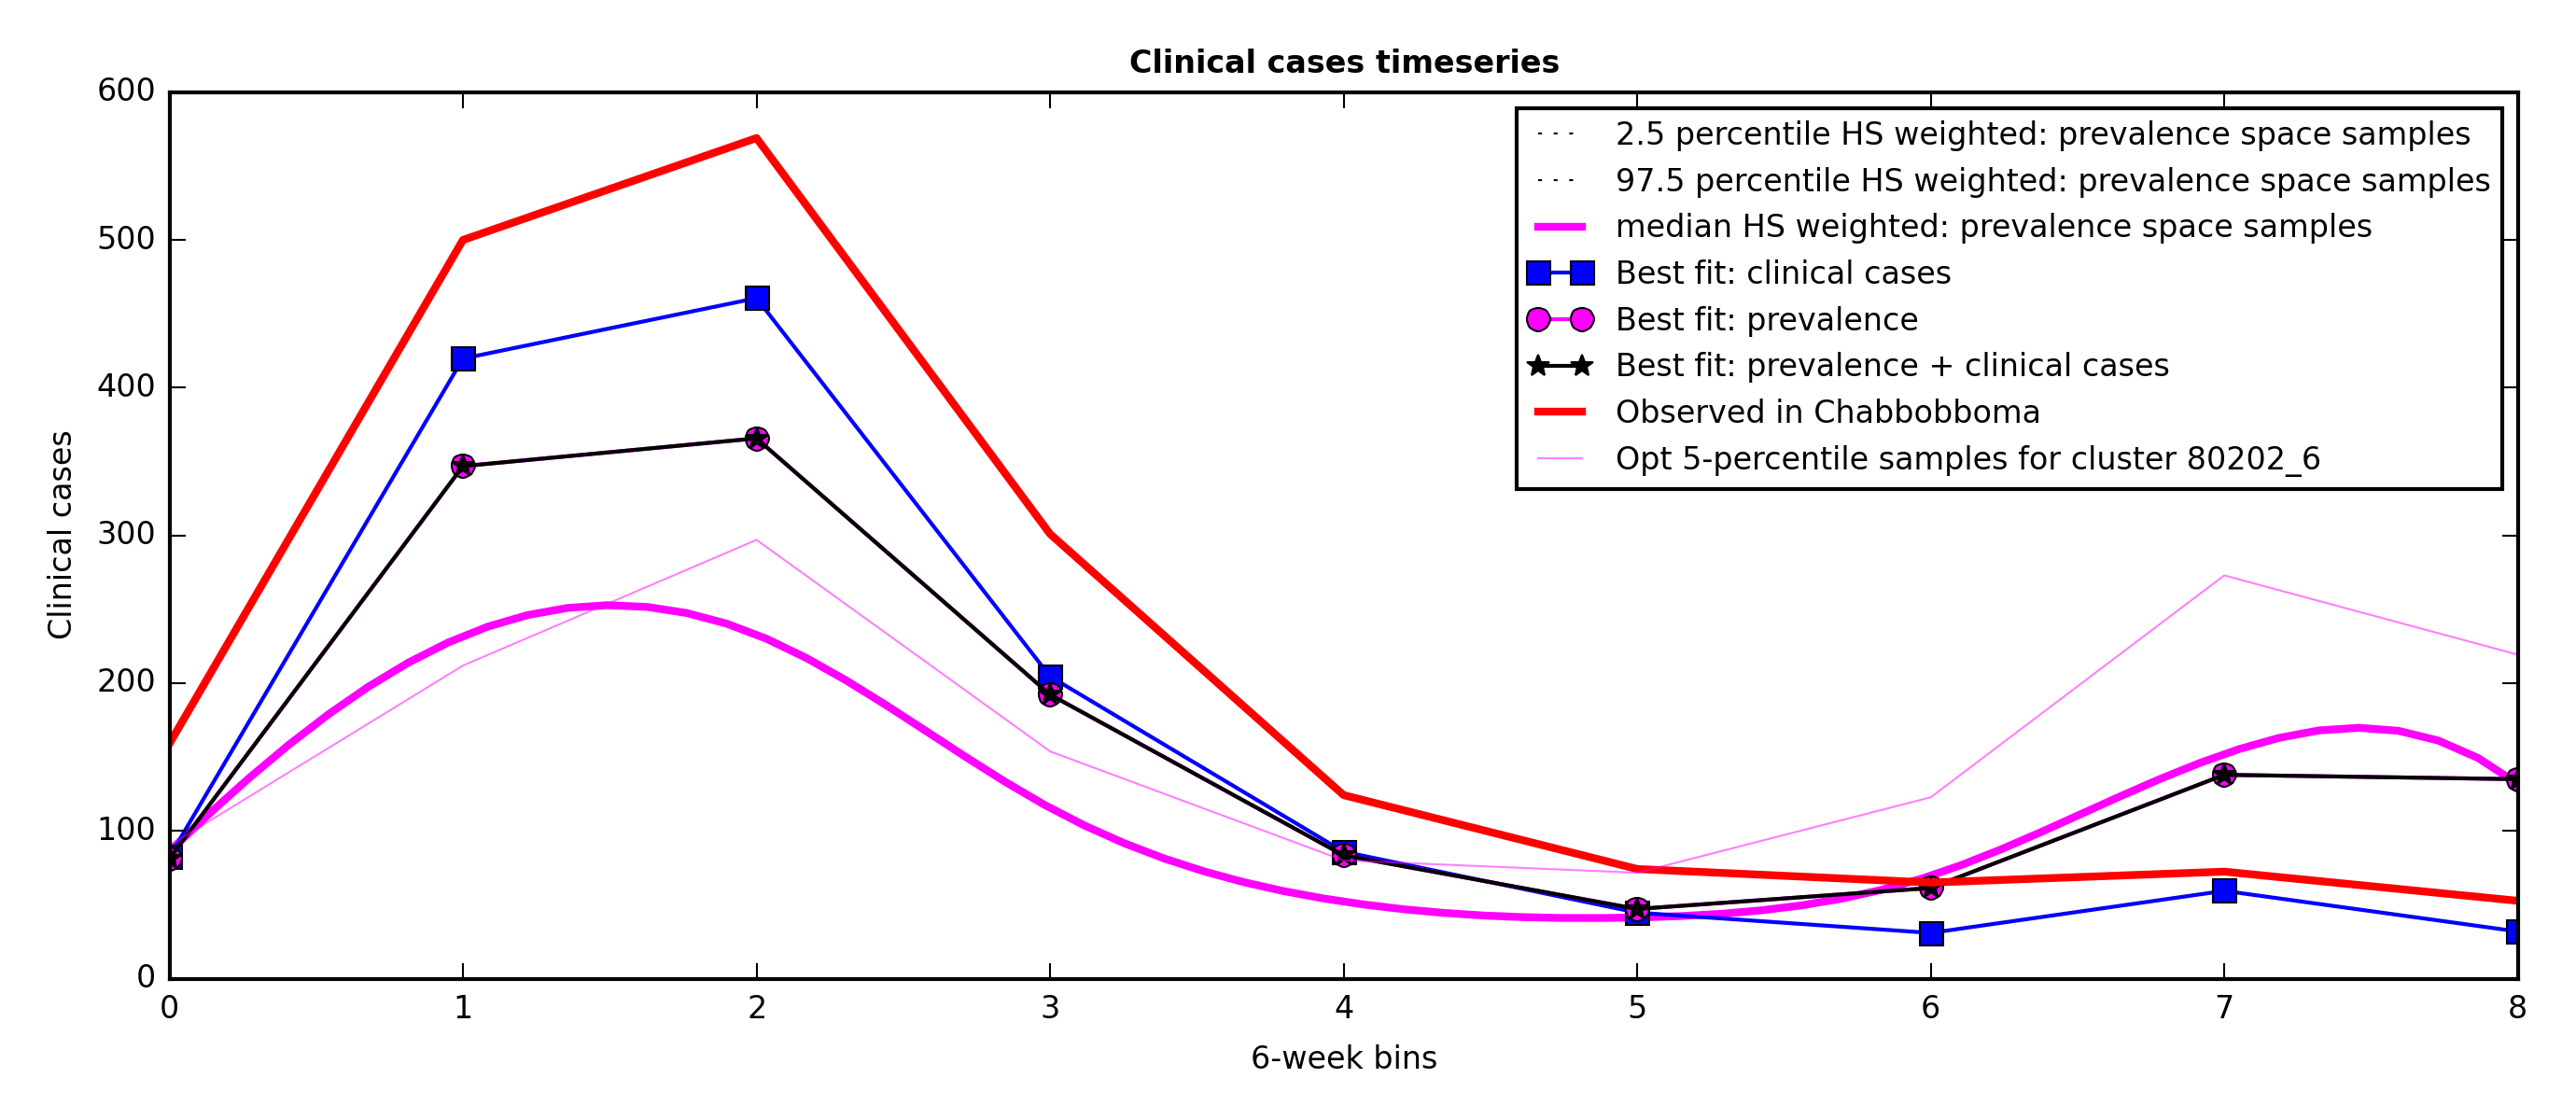 Clinical cases timeseries
600
500
400
300
200
100
0
Clinical cases
2.5 percentile HS weighted: prevalence space samples
97.5 percentile HS weighted: prevalence space samples
median HS weighted: prevalence space samples
Best fit: clinical cases
Best fit: prevalence
Best fit: prevalence + clinical cases
Observed in Chabbobboma
Opt 5-percentile samples for cluster 80202_6
0 1 2 3 4 5 6 7 8
6-week bins